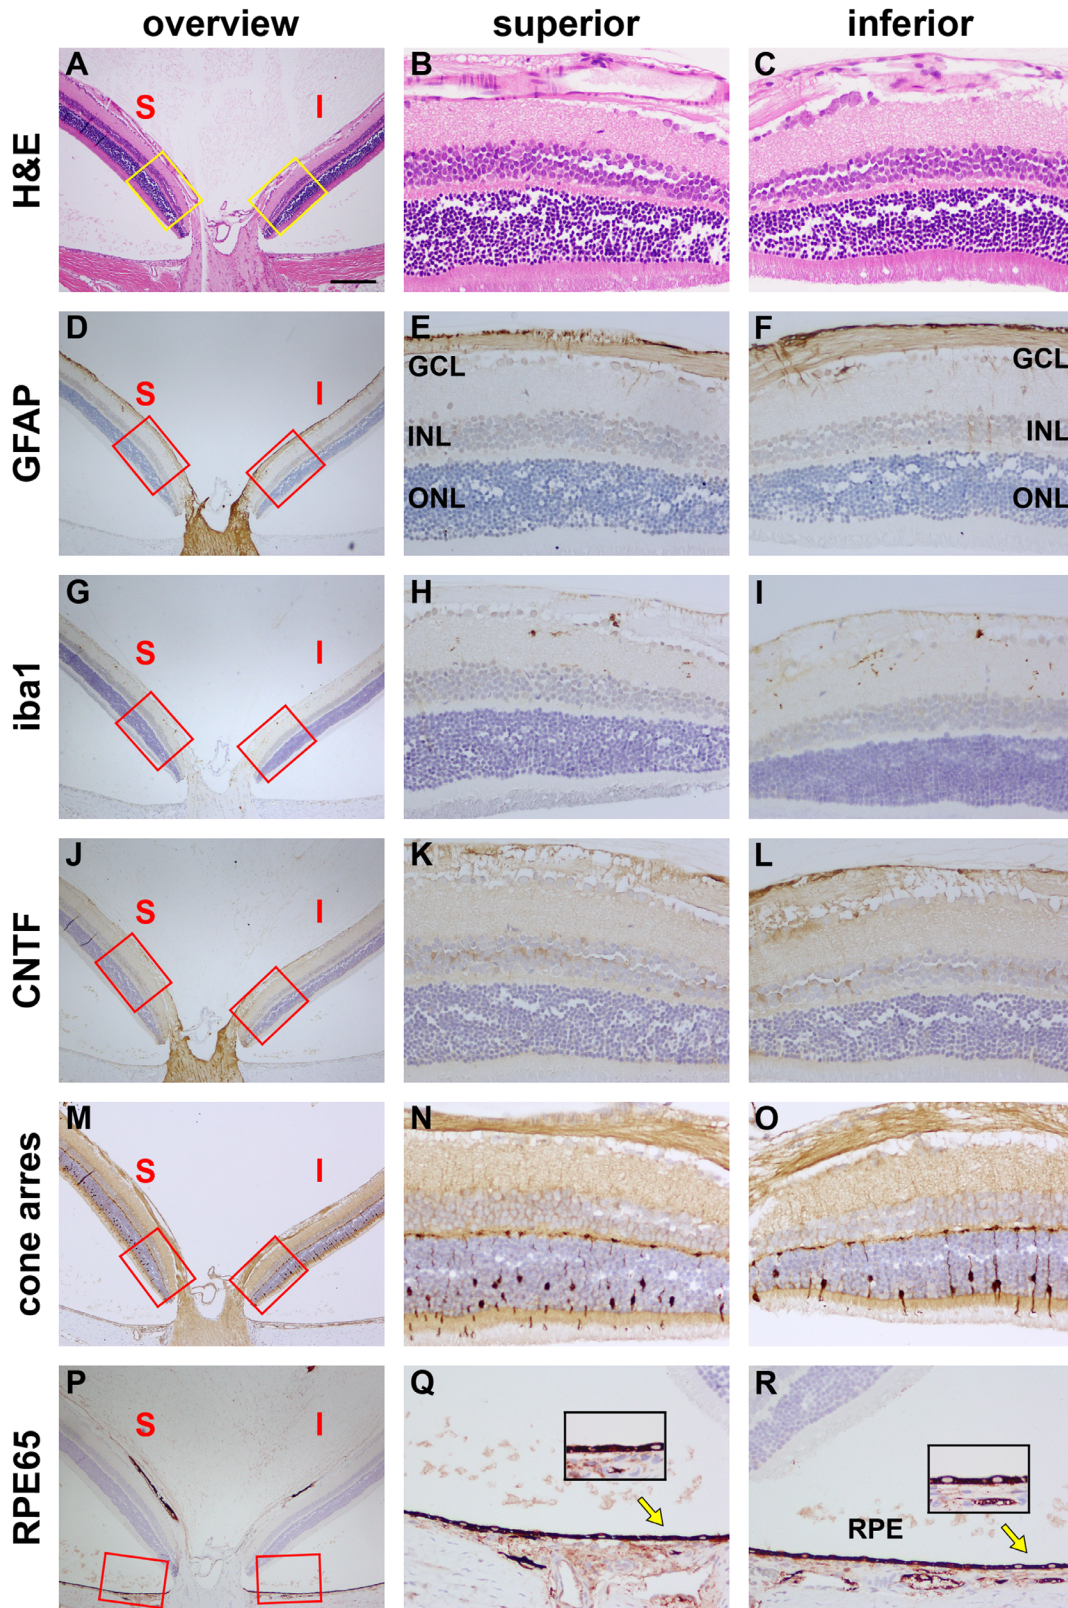 overview superior inferior
H&E
A S I
B
C
GFAP
D S I
E GCL INL ONL
F GCL INL ONL
iba1
G S I
H
I
CNTF
J S I
K
L
cone arres
M S I
N
O
RPE65
P S I
Q
R RPE